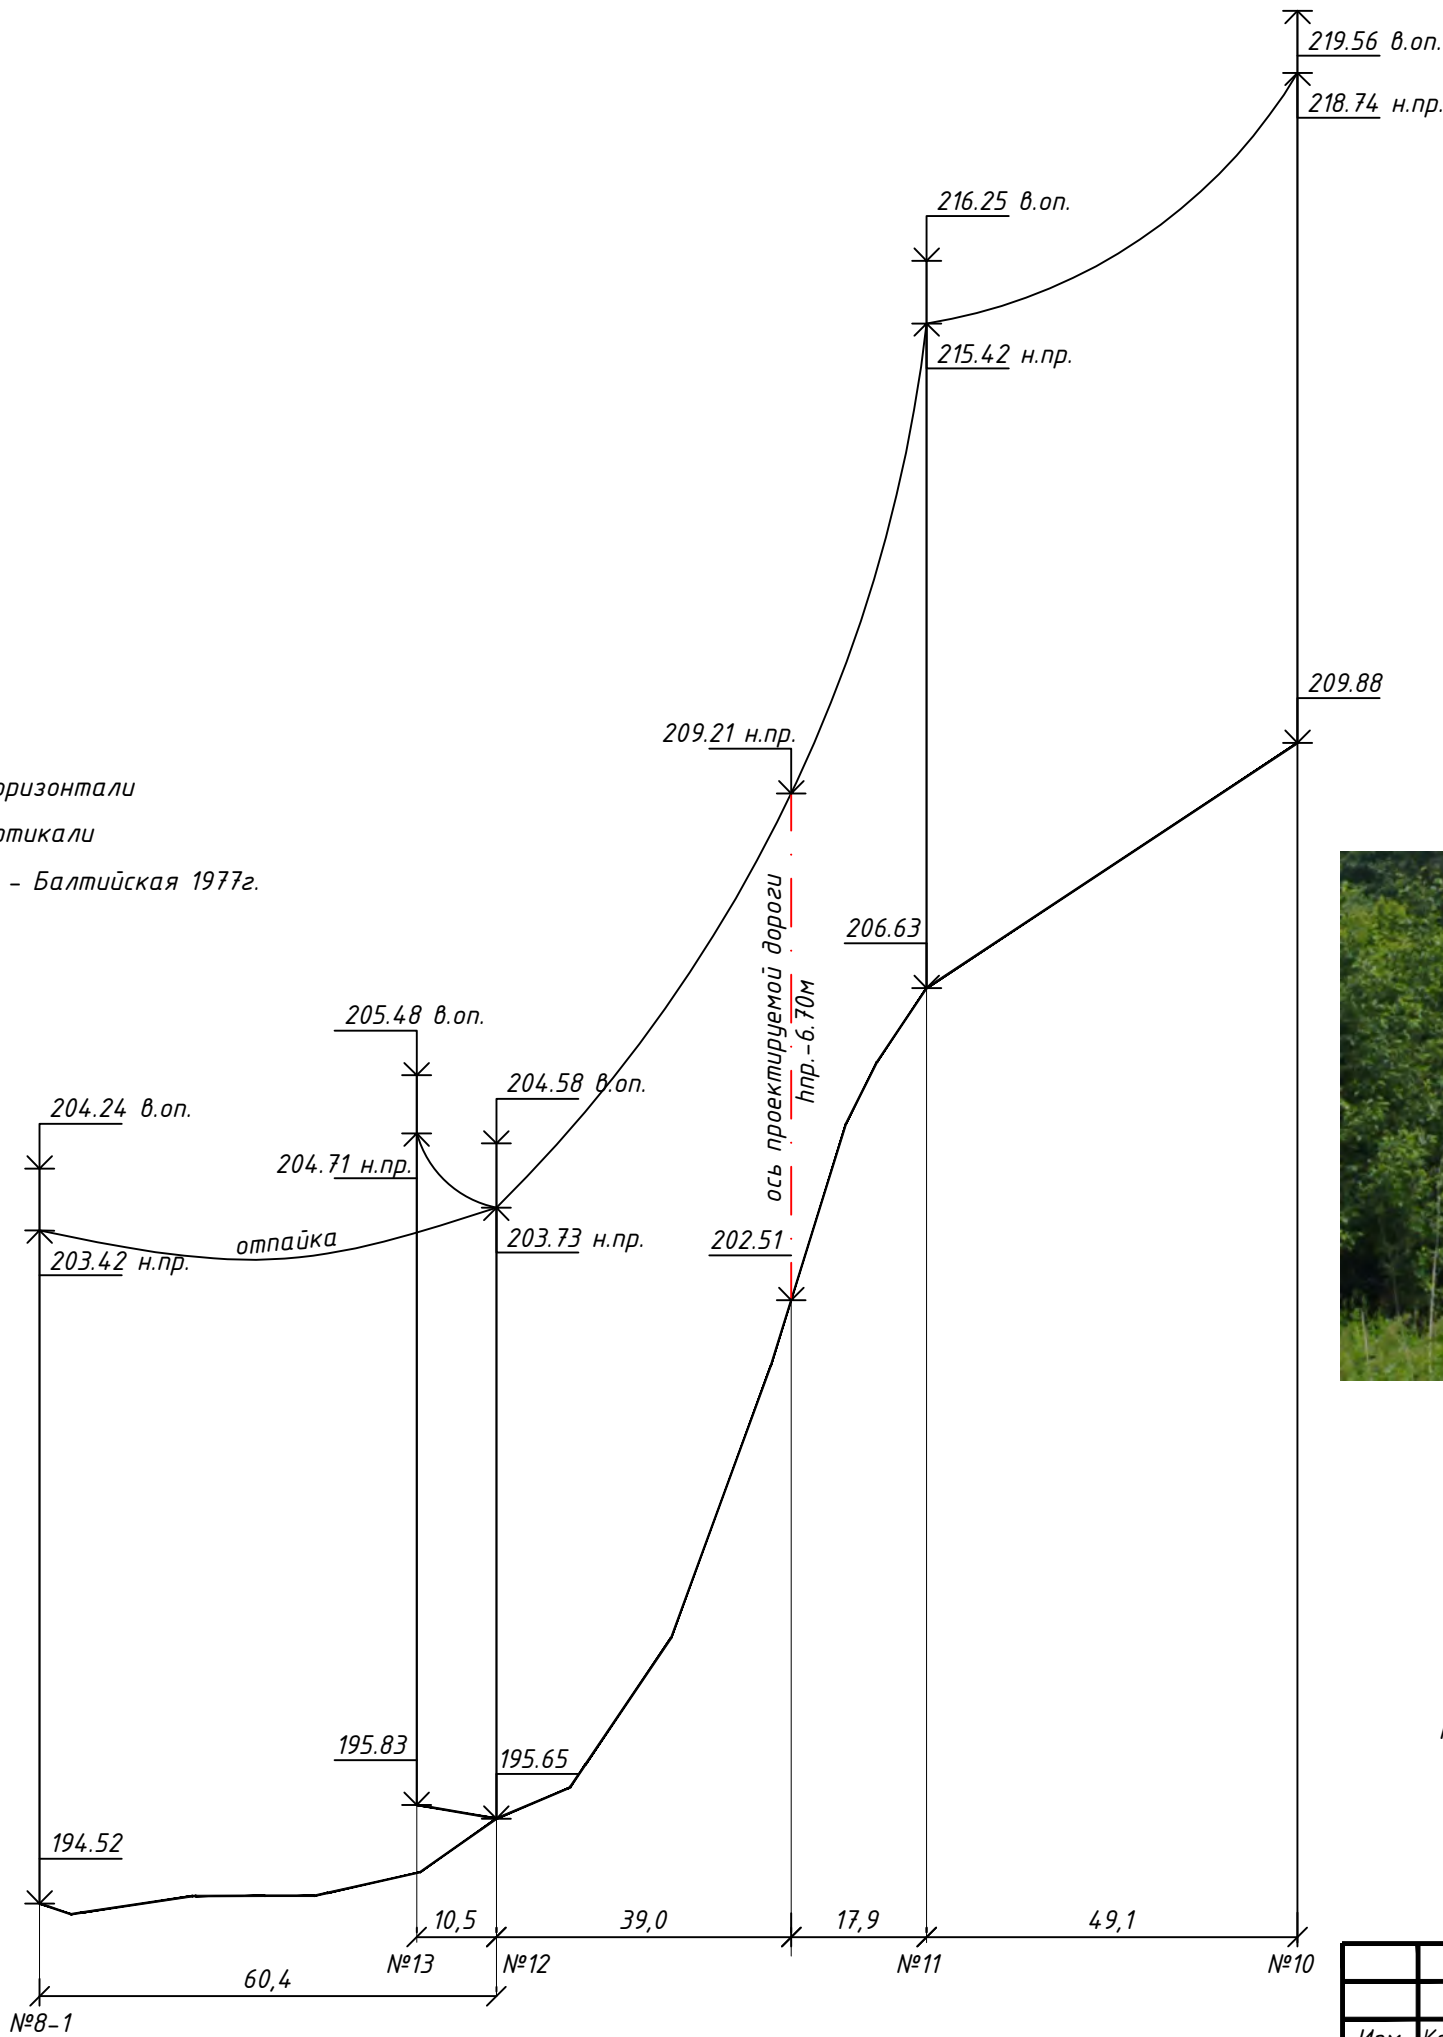 219.56 в.оп.
218.74 н.пр.
216.25 в.оп.
215.42 н.пр.
209.88
209.21 н.пр.
оризонтали
ртикали
- Балтийская 1977г.
206.63
ось проектируемой дороги
hпр.-6.70м
205.48 в.оп.
204.58 в.оп.
204.24 в.оп.
204.71 н.пр.
отпайка
203.73 н.пр.
203.42 н.пр.
202.51
195.83
195.65
194.52
10,5
39,0
17,9
49,1
№13
№12
№11
№10
60,4
№8-1